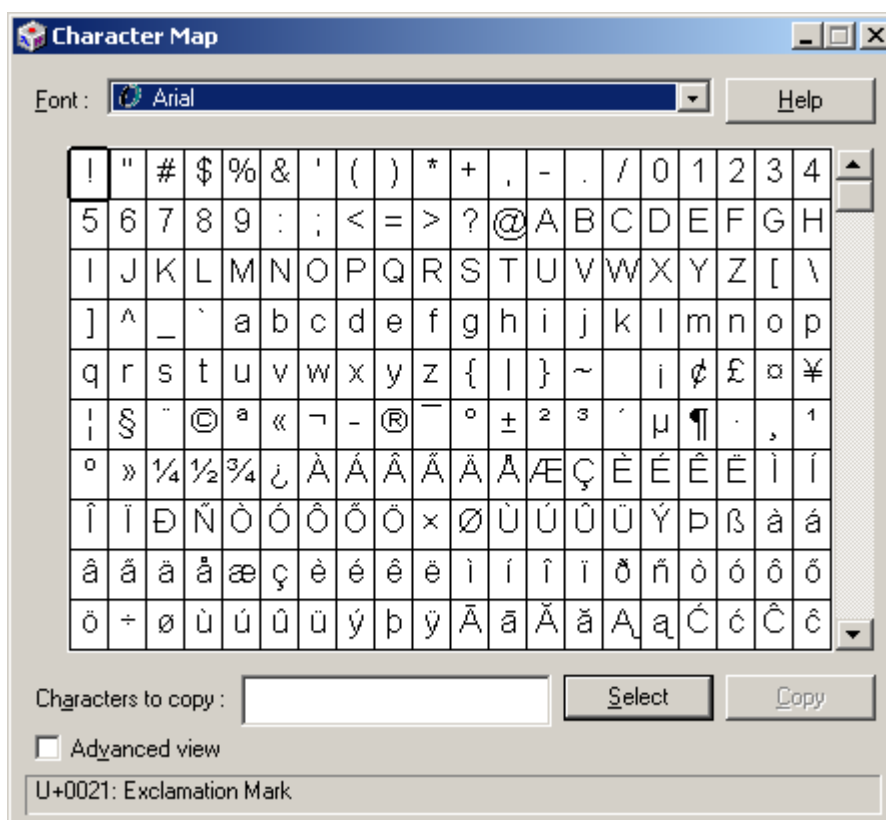 Character Map
Font : Arial Help
! " # $ % & ' ( ) * + , - . / 0 1 2 3 4
5 6 7 8 9 : ; < = > ? @ A B C D E F G H
I J K L M N O P Q R S T U V W X Y Z [ \
] ^ _ ` a b c d e f g h i j k l m n o p
q r s t u v w x y z { | } ~   ¡ ¢ £ ¤ ¥
¦ § ¨ © ª « ¬ - ® ¯ ° ± ² ³ ´ µ ¶ · ¸ ¹
º » ¼ ½ ¾ ¿ À Á Â Ã Ä Å Æ Ç È É Ê Ë Ì Í
Î Ï Ð Ñ Ò Ó Ô Õ Ö × Ø Ù Ú Û Ü Ý Þ ß à á
â ã ä å æ ç è é ê ë ì í î ï ð ñ ò ó ô õ
ö ÷ ø ù ú û ü ý þ ÿ Ā ā Ă ă Ą ą Ć ć Ĉ ĉ
Characters to copy : Select Copy
Advanced view
U+0021: Exclamation Mark